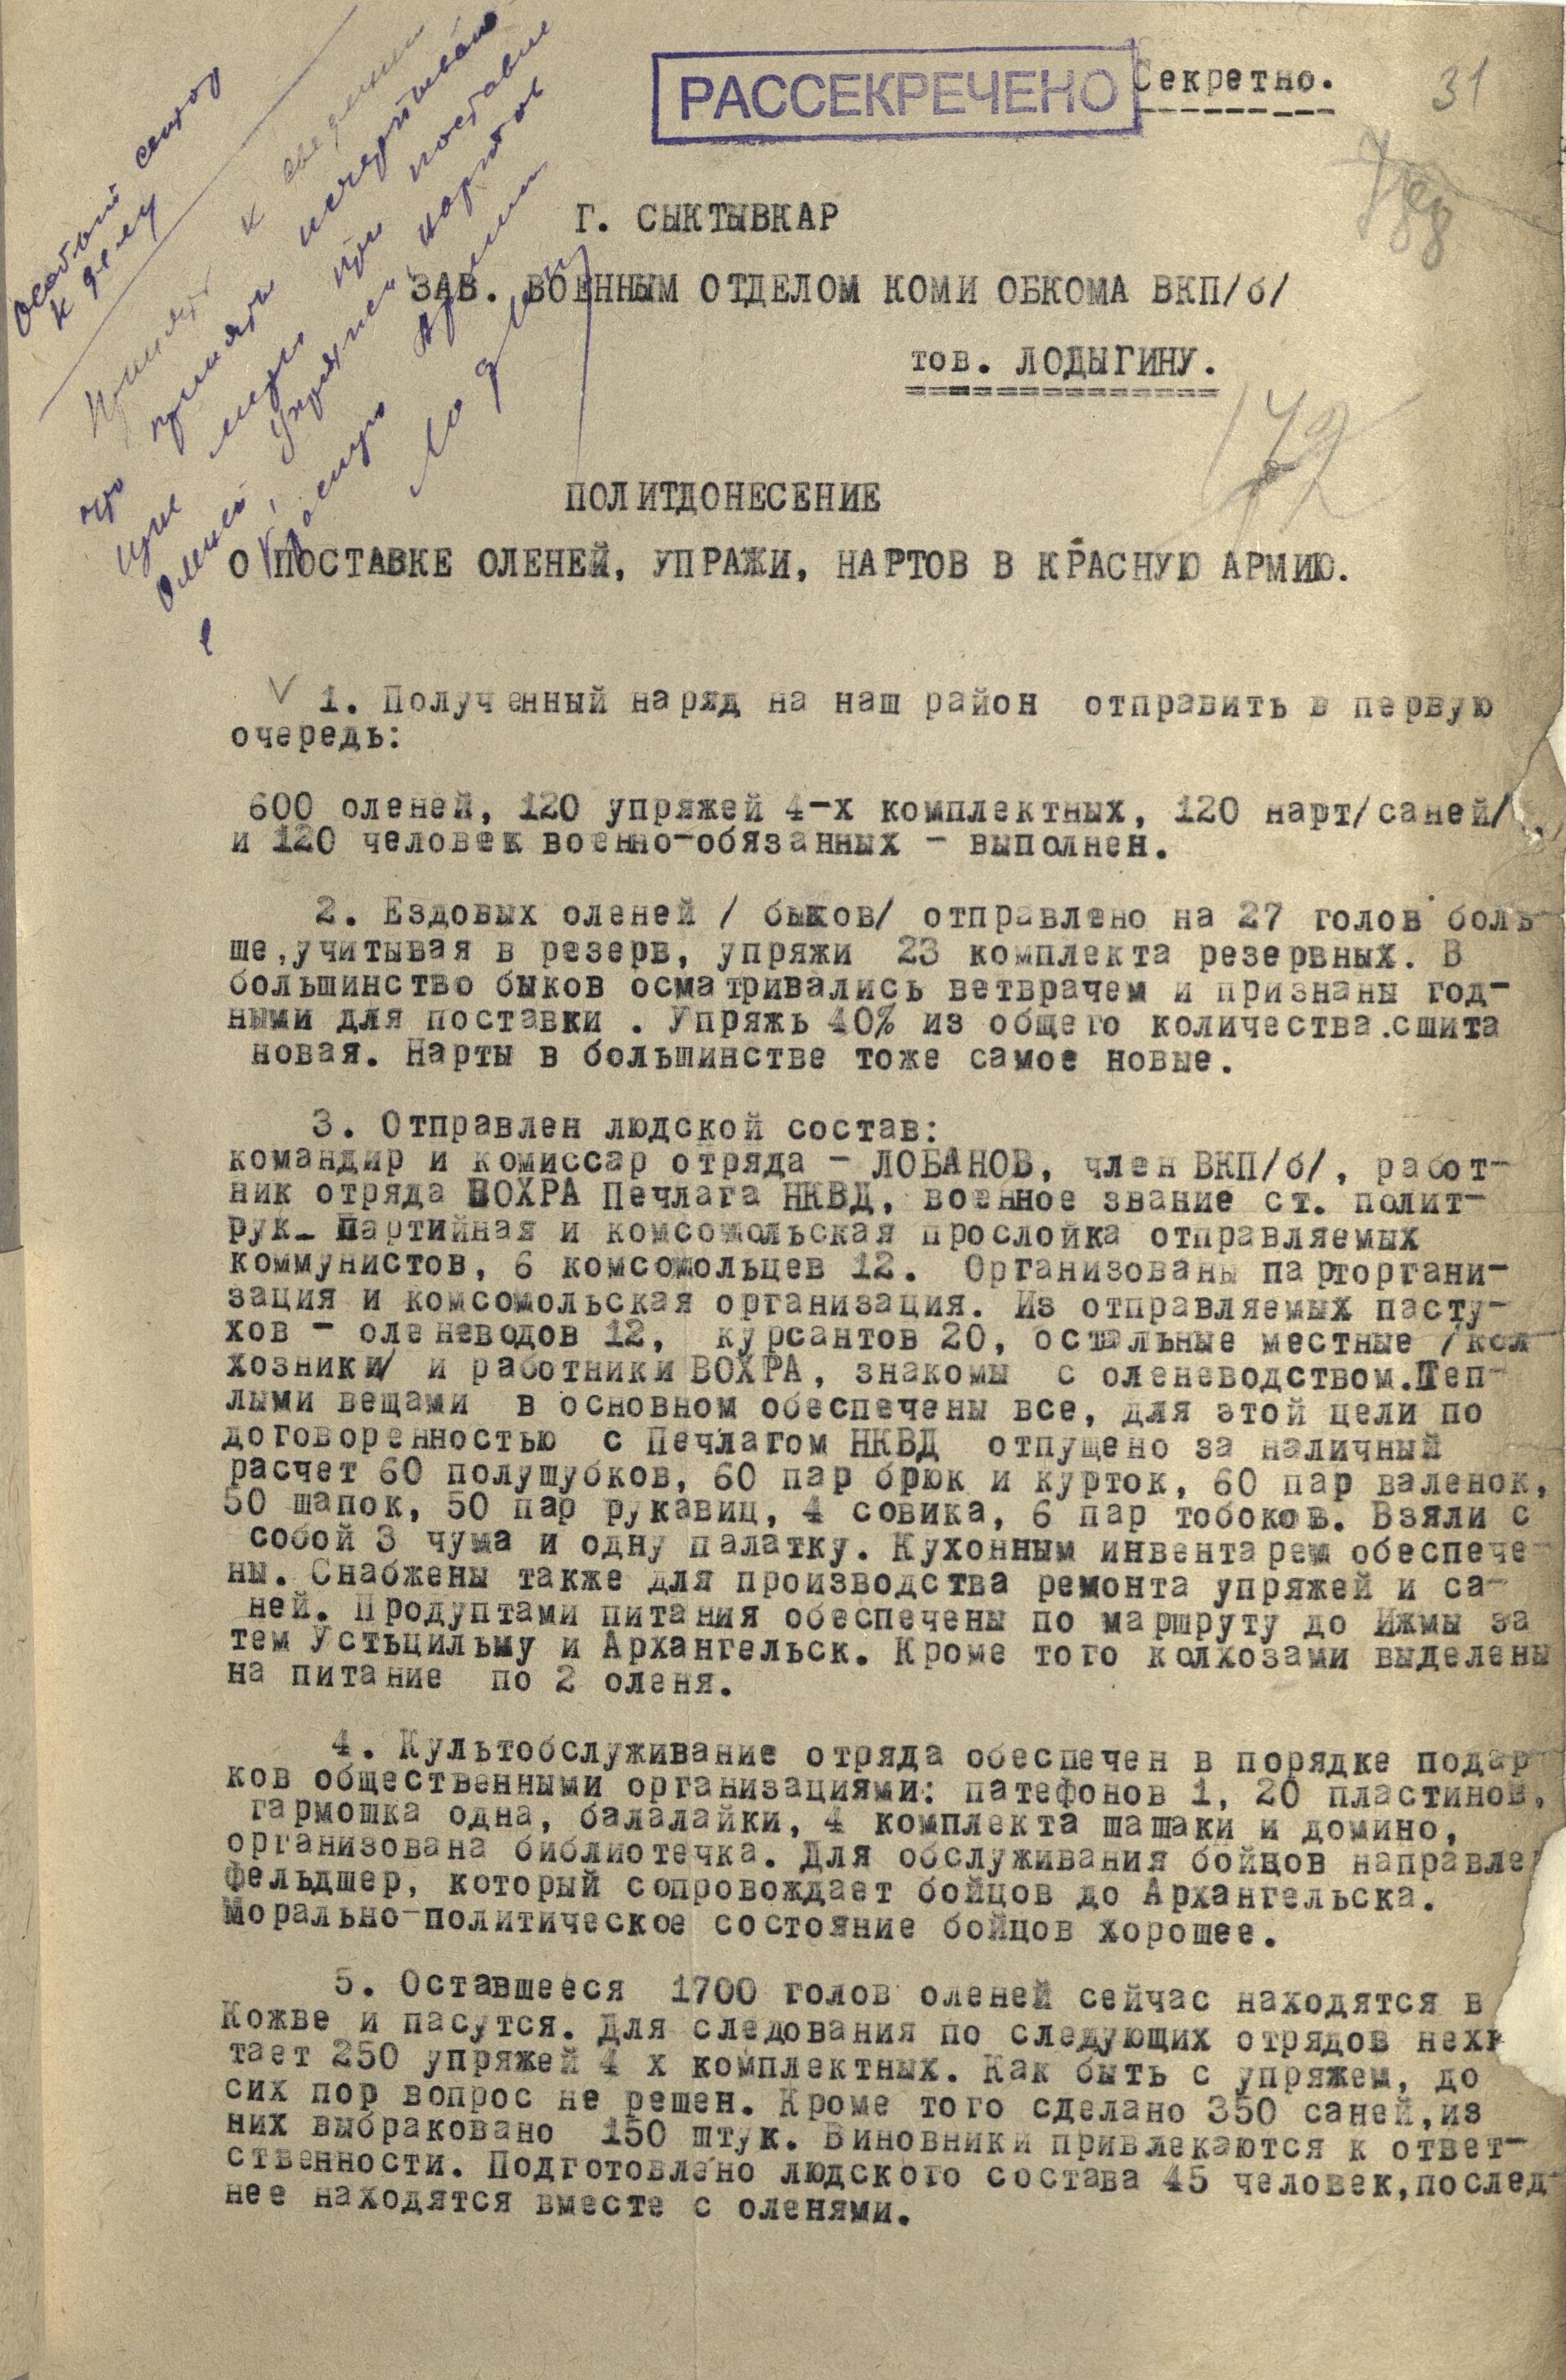 РАССЕКРЕЧЕНО
Секретно.
31
Особый сектор
к делу
Г. СЫКТЫВКАР
ЗАВ. ВОЕННЫМ ОТДЕЛОМ КОМИ ОБКОМА ВКП/б/
тов. ЛОДЫГИНУ.
ПОЛИТДОНЕСЕНИЕ
О ПОСТАВКЕ ОЛЕНЕЙ, УПРАЖИ, НАРТОВ В КРАСНУЮ АРМИЮ.
1. Полученный наряд на наш район отправить в первую
очередь:
600 оленей, 120 упряжей 4-х комплектных, 120 нарт/саней/,
и 120 человек военно-обязанных - выполнен.
2. Ездовых оленей / быков/ отправлено на 27 голов боль-
ше,учитывая в резерв, упряжи 23 комплекта резервных. В
большинство быков осматривались ветврачем и признаны год-
ными для поставки . Упряжь 40% из общего количества.сшита
новая. Нарты в большинстве тоже самое новые.
3. Отправлен людской состав:
командир и комиссар отряда - ЛОБАНОВ, член ВКП/б/, работ-
ник отряда ВОХРА Печлага НКВД, военное звание ст. полит-
рук. Партийная и комсомольская прослойка отправляемых
коммунистов, 6 комсомольцев 12. Организованы парторгани-
зация и комсомольская организация. Из отправляемых пасту-
хов - оленеводов 12, курсантов 20, остальные местные /кол
хозники/ и работники ВОХРА, знакомы с оленеводством.Теп-
лыми вещами в основном обеспечены все, для этой цели по
договоренностью с Печлагом НКВД отпущено за наличный
расчет 60 полушубков, 60 пар брюк и курток, 60 пар валенок,
50 шапок, 50 пар рукавиц, 4 совика, 6 пар тобоков. Взяли с
собой 3 чума и одну палатку. Кухонным инвентарем обеспече-
ны. Снабжены также для производства ремонта упряжей и са-
ней. Продуптами питания обеспечены по маршруту до Ижмы за
тем Устьцильму и Архангельск. Кроме того колхозами выделены
на питание по 2 оленя.
4. Культобслуживание отряда обеспечен в порядке подар
ков общественными организациями: патефонов 1, 20 пластинов,
гармошка одна, балалайки, 4 комплекта шашаки и домино,
организована библиотечка. Для обслуживания бойцов направле
фельдшер, который сопровождает бойцов до Архангельска.
Морально-политическое состояние бойцов хорошее.
5. Оставшееся 1700 голов оленей сейчас находятся в
Кожве и пасутся. Для следования по следующих отрядов нехв
тает 250 упряжей 4 х комплектных. Как быть с упряжем, до
сих пор вопрос не решен. Кроме того сделано 350 саней,из
них выбраковано 150 штук. Виновники привлекаются к ответ-
ственности. Подготовлено людского состава 45 человек,послед-
нее находятся вместе с оленями.